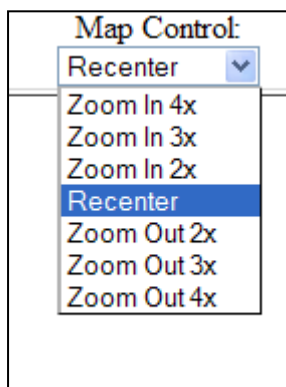 Map Control:
Recenter
Zoom In 4x
Zoom In 3x
Zoom In 2x
Recenter
Zoom Out 2x
Zoom Out 3x
Zoom Out 4x